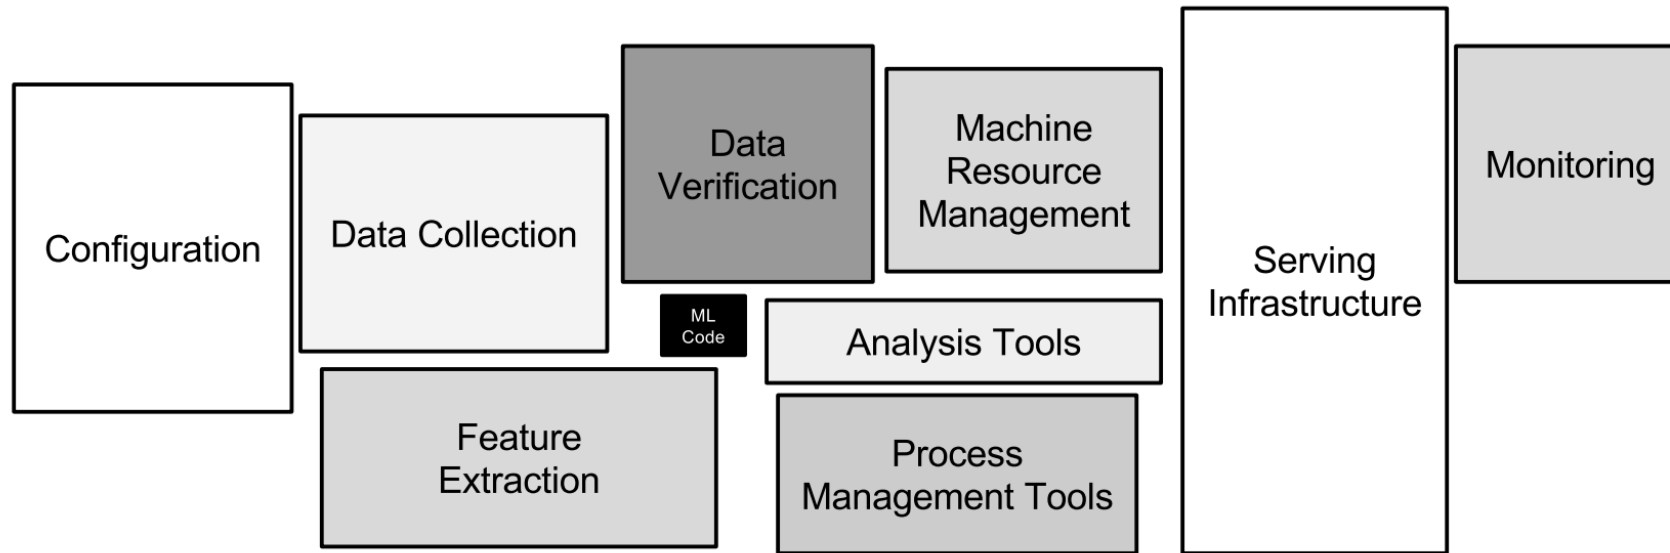 Configuration
Data Collection
Feature
Extraction
Data
Verification
ML
Code
Machine
Resource
Management
Analysis Tools
Process
Management Tools
Serving
Infrastructure
Monitoring